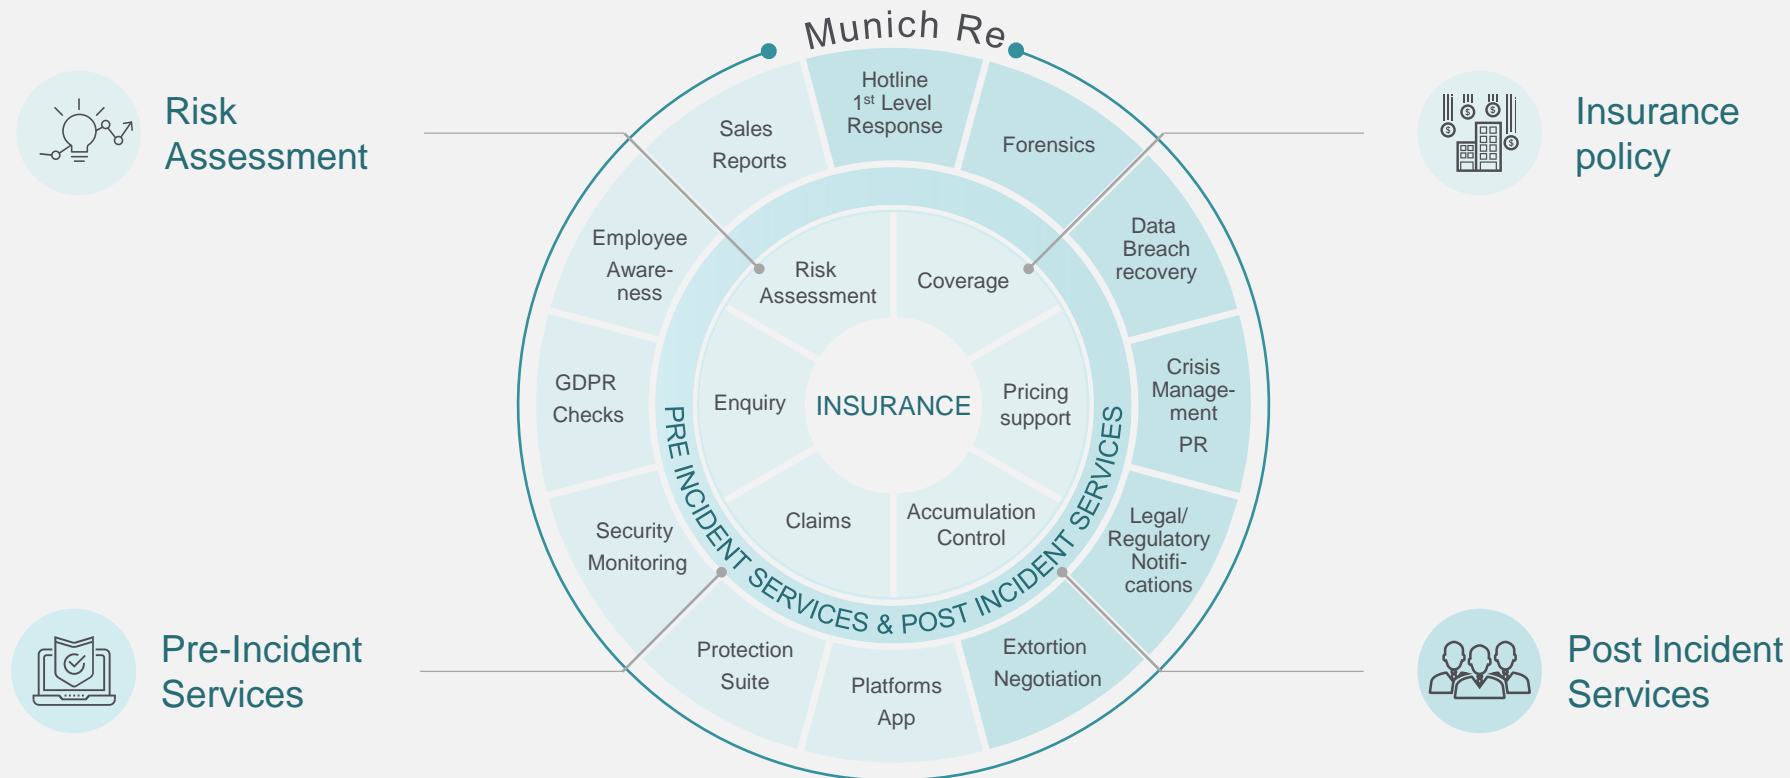 Munich Re
Risk
Assessment
Insurance
policy
Pre-Incident
Services
Post Incident
Services
Hotline
1st Level
Response
Forensics
Data
Breach
recovery
Crisis
Manage-
ment
PR
Legal/
Regulatory
Notifi-
cations
Extortion
Negotiation
Platforms
App
Protection
Suite
Security
Monitoring
GDPR
Checks
Employee
Aware-
ness
Sales
Reports
PRE INCIDENT SERVICES & POST INCIDENT SERVICES
Risk
Assessment
Coverage
Pricing
support
Accumulation
Control
Claims
Enquiry
INSURANCE